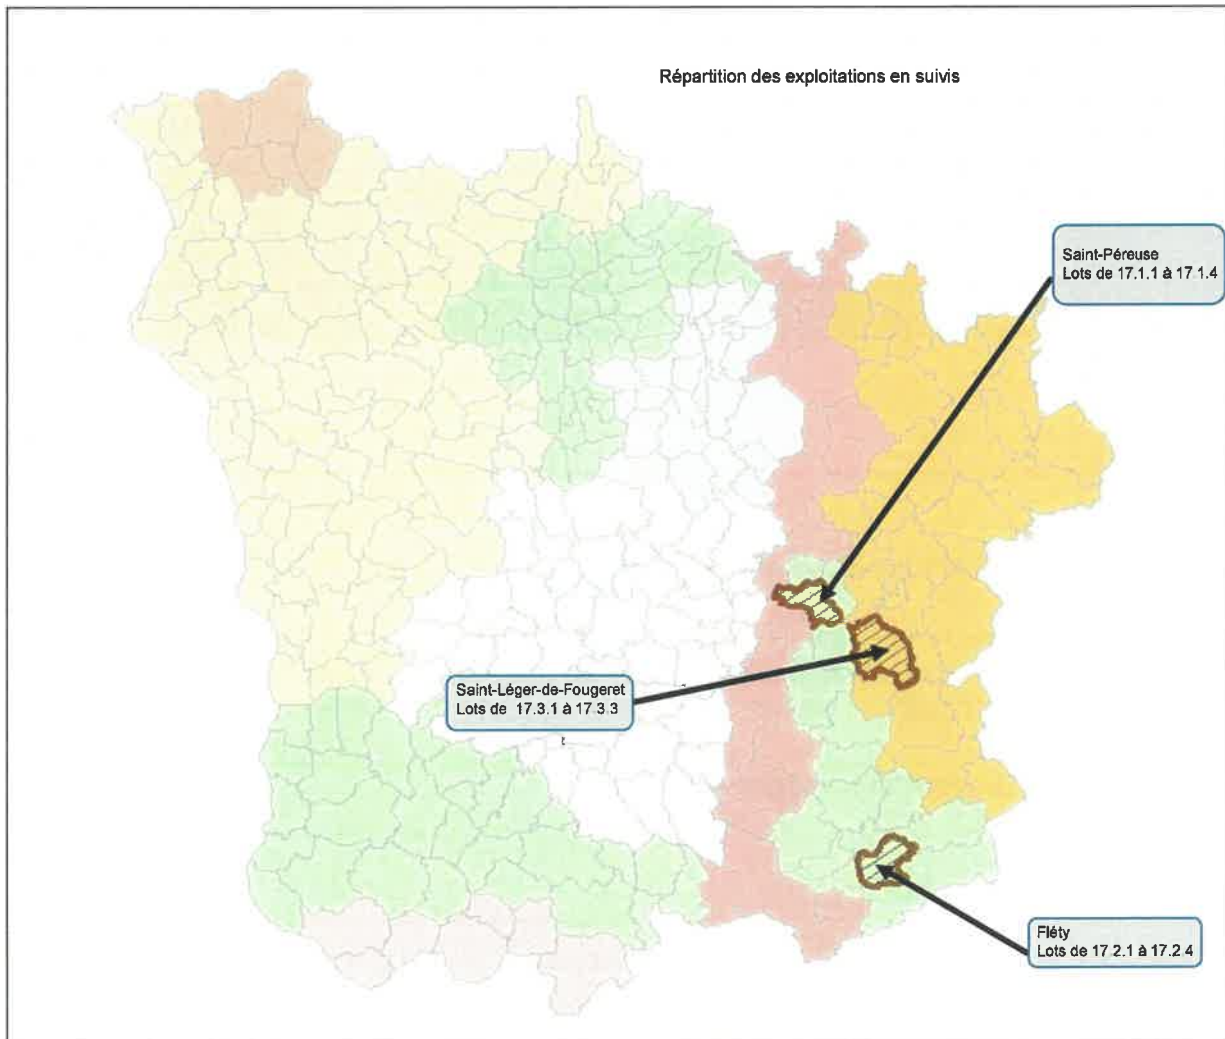 Répartition des exploitations en suivis
Saint-Péreuse
Lots de 17.1.1 à 17.1.4
Saint-Léger-de-Fougeret
Lots de 17.3.1 à 17.3.3
Fléty
Lots de 17.2.1 à 17.2.4